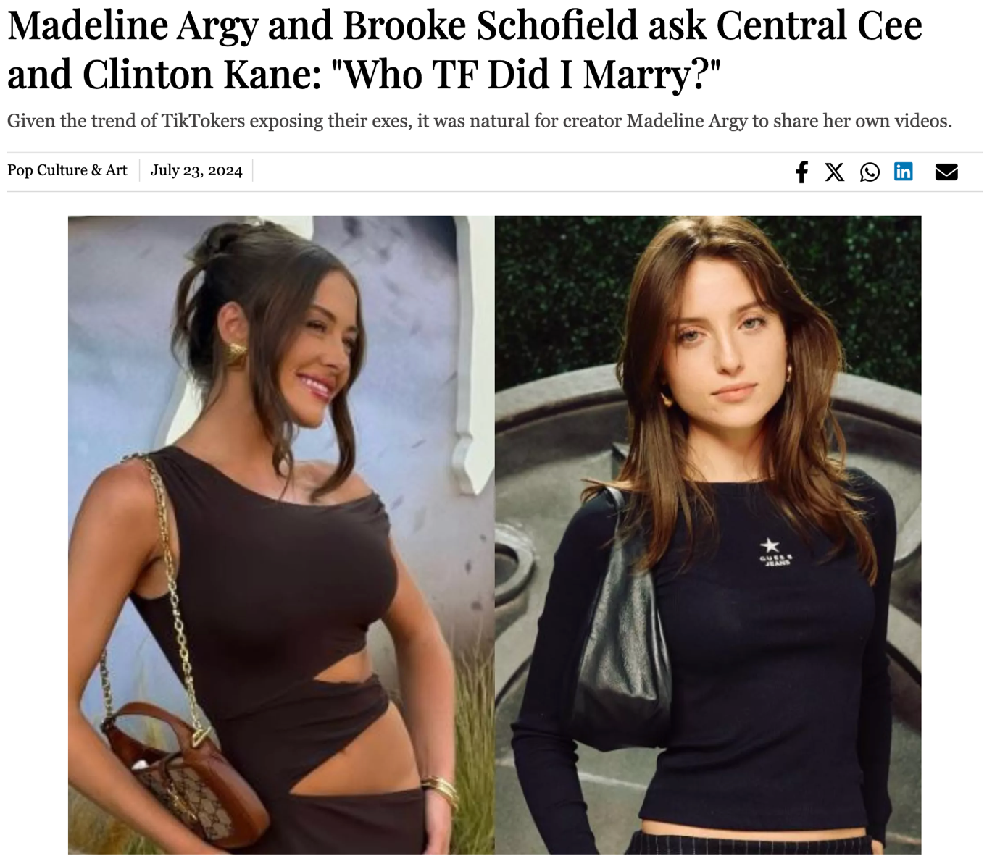 Madeline Argy and Brooke Schofield ask Central Cee
and Clinton Kane: "Who TF Did I Marry?"
Given the trend of TikTokers exposing their exes, it was natural for creator Madeline Argy to share her own videos.
Pop Culture & Art
July 23, 2024
GUESS
JEANS